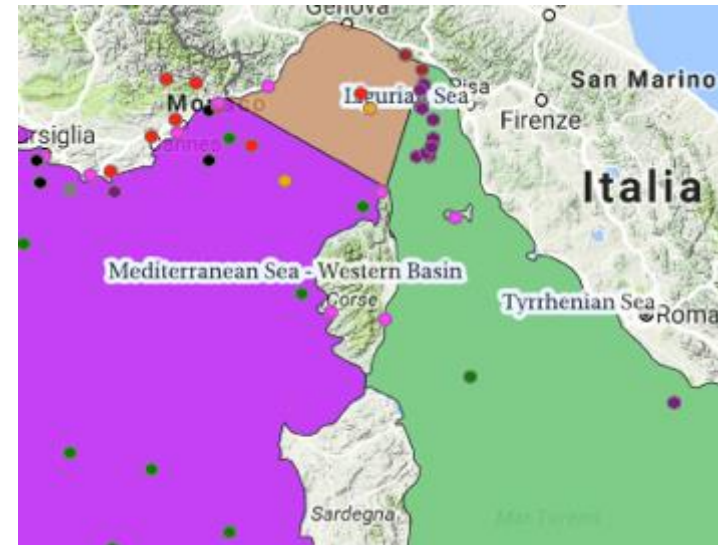 Genova
San Marino
Ligurian Sea
Pisa
Monaco
Firenze
rsiglia
Cannes
Italia
Mediterranean Sea - Western Basin
Corse
Tyrrhenian Sea
Roma
Sardegna
Mar Tirreno